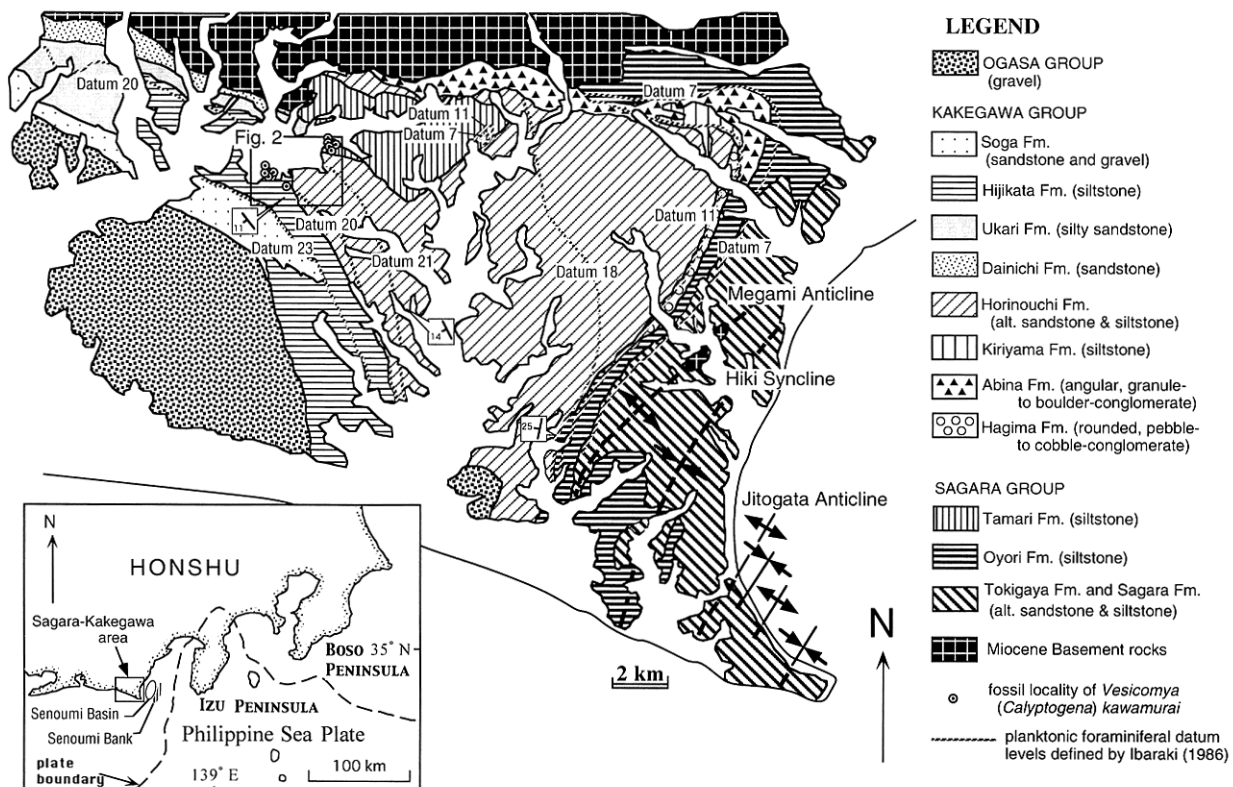 Datum 20
Datum 11
Datum 7
Datum 7
Fig. 2
11
Datum 20
Datum 23
Datum 21
Datum 18
14
Datum 11
Datum 7
Megami Anticline
Hiki Syncline
25
Jitogata Anticline
2 km
N
N
HONSHU
Sagara-Kakegawa
area
BOSO 35° N
PENINSULA
IZU PENINSULA
Senoumi Basin
Senoumi Bank
Philippine Sea Plate
plate
boundary
139° E
100 km
LEGEND
OGASA GROUP
(gravel)
KAKEGAWA GROUP
Soga Fm.
(sandstone and gravel)
Hijikata Fm. (siltstone)
Ukari Fm. (silty sandstone)
Dainichi Fm. (sandstone)
Horinouchi Fm.
(alt. sandstone & siltstone)
Kiriyama Fm. (siltstone)
Abina Fm. (angular, granule-
to boulder-conglomerate)
Hagima Fm. (rounded, pebble-
to cobble-conglomerate)
SAGARA GROUP
Tamari Fm. (siltstone)
Oyori Fm. (siltstone)
Tokigaya Fm. and Sagara Fm.
(alt. sandstone & siltstone)
Miocene Basement rocks
fossil locality of Vesicomya
(Calyptogena) kawamurai
planktonic foraminiferal datum
levels defined by Ibaraki (1986)